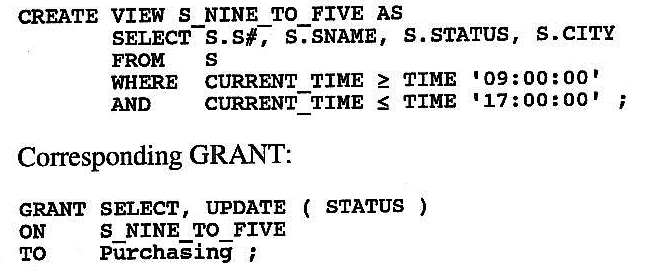 CREATE VIEW S_NINE_TO_FIVE AS
SELECT S.S#, S.SNAME, S.STATUS, S.CITY
FROM S
WHERE CURRENT_TIME ≥ TIME '09:00:00'
AND CURRENT_TIME ≤ TIME '17:00:00' ;
Corresponding GRANT:
GRANT SELECT, UPDATE ( STATUS )
ON S_NINE_TO_FIVE
TO Purchasing ;